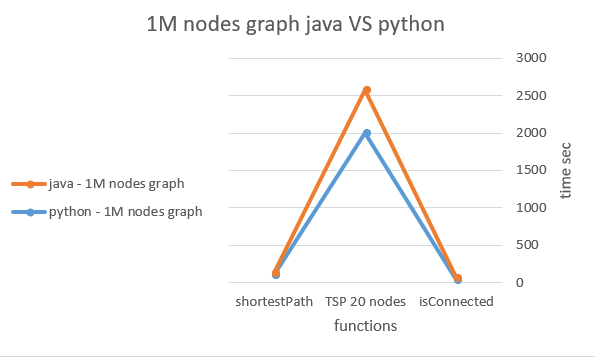 1M nodes graph java VS python
3000
2500
2000
1500
1000
500
0
time sec
java - 1M nodes graph
python - 1M nodes graph
shortestPath
TSP 20 nodes
isConnected
functions